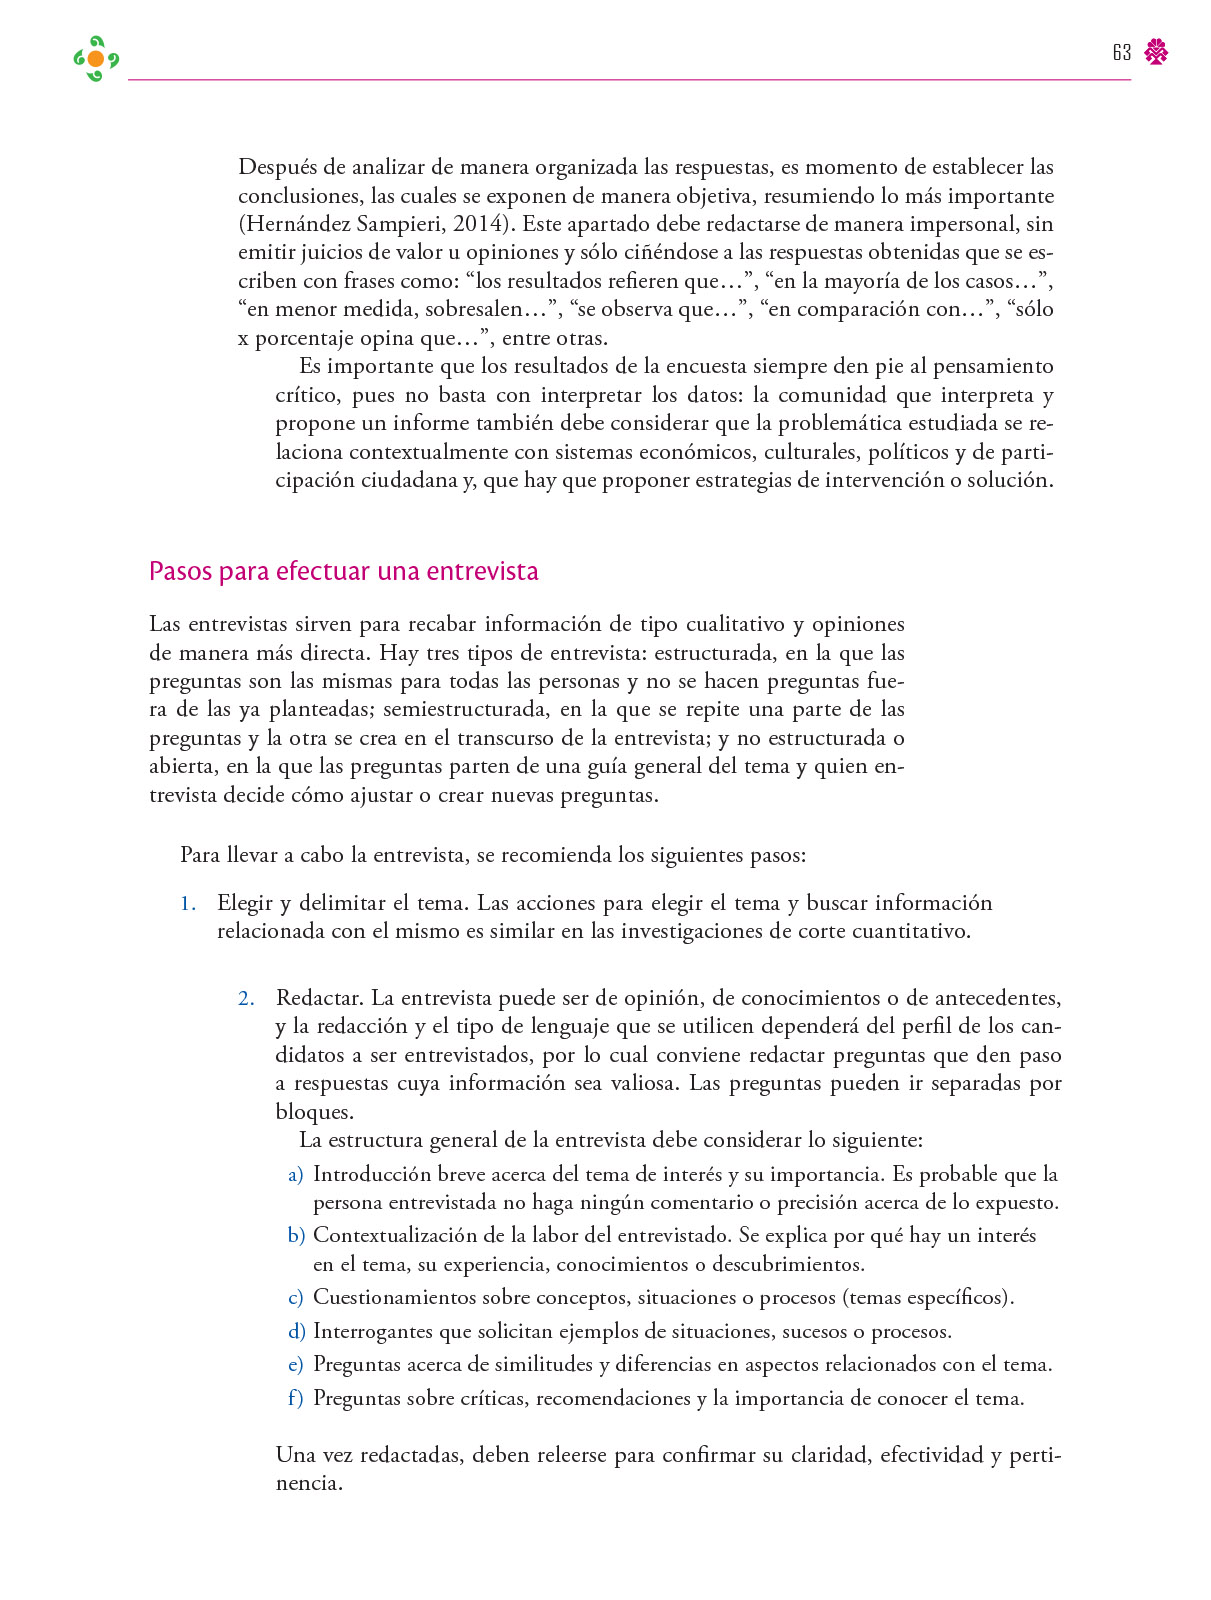 63
Después de analizar de manera organizada las respuestas, es momento de establecer las
conclusiones, las cuales se exponen de manera objetiva, resumiendo lo más importante
(Hernández Sampieri, 2014). Este apartado debe redactarse de manera impersonal, sin
emitir juicios de valor u opiniones y sólo ciñéndose a las respuestas obtenidas que se es-
criben con frases como: “los resultados refieren que…”, “en la mayoría de los casos…”,
“en menor medida, sobresalen…”, “se observa que…”, “en comparación con…”, “sólo
x porcentaje opina que…”, entre otras.
Es importante que los resultados de la encuesta siempre den pie al pensamiento
crítico, pues no basta con interpretar los datos: la comunidad que interpreta y
propone un informe también debe considerar que la problemática estudiada se re-
laciona contextualmente con sistemas económicos, culturales, políticos y de parti-
cipación ciudadana y, que hay que proponer estrategias de intervención o solución.
Pasos para efectuar una entrevista
Las entrevistas sirven para recabar información de tipo cualitativo y opiniones
de manera más directa. Hay tres tipos de entrevista: estructurada, en la que las
preguntas son las mismas para todas las personas y no se hacen preguntas fue-
ra de las ya planteadas; semiestructurada, en la que se repite una parte de las
preguntas y la otra se crea en el transcurso de la entrevista; y no estructurada o
abierta, en la que las preguntas parten de una guía general del tema y quien en-
trevista decide cómo ajustar o crear nuevas preguntas.
Para llevar a cabo la entrevista, se recomienda los siguientes pasos:
1. Elegir y delimitar el tema. Las acciones para elegir el tema y buscar información
relacionada con el mismo es similar en las investigaciones de corte cuantitativo.
2. Redactar. La entrevista puede ser de opinión, de conocimientos o de antecedentes,
y la redacción y el tipo de lenguaje que se utilicen dependerá del perfil de los can-
didatos a ser entrevistados, por lo cual conviene redactar preguntas que den paso
a respuestas cuya información sea valiosa. Las preguntas pueden ir separadas por
bloques.
La estructura general de la entrevista debe considerar lo siguiente:
a) Introducción breve acerca del tema de interés y su importancia. Es probable que la
persona entrevistada no haga ningún comentario o precisión acerca de lo expuesto.
b) Contextualización de la labor del entrevistado. Se explica por qué hay un interés
en el tema, su experiencia, conocimientos o descubrimientos.
c) Cuestionamientos sobre conceptos, situaciones o procesos (temas específicos).
d) Interrogantes que solicitan ejemplos de situaciones, sucesos o procesos.
e) Preguntas acerca de similitudes y diferencias en aspectos relacionados con el tema.
f) Preguntas sobre críticas, recomendaciones y la importancia de conocer el tema.
Una vez redactadas, deben releerse para confirmar su claridad, efectividad y perti-
nencia.